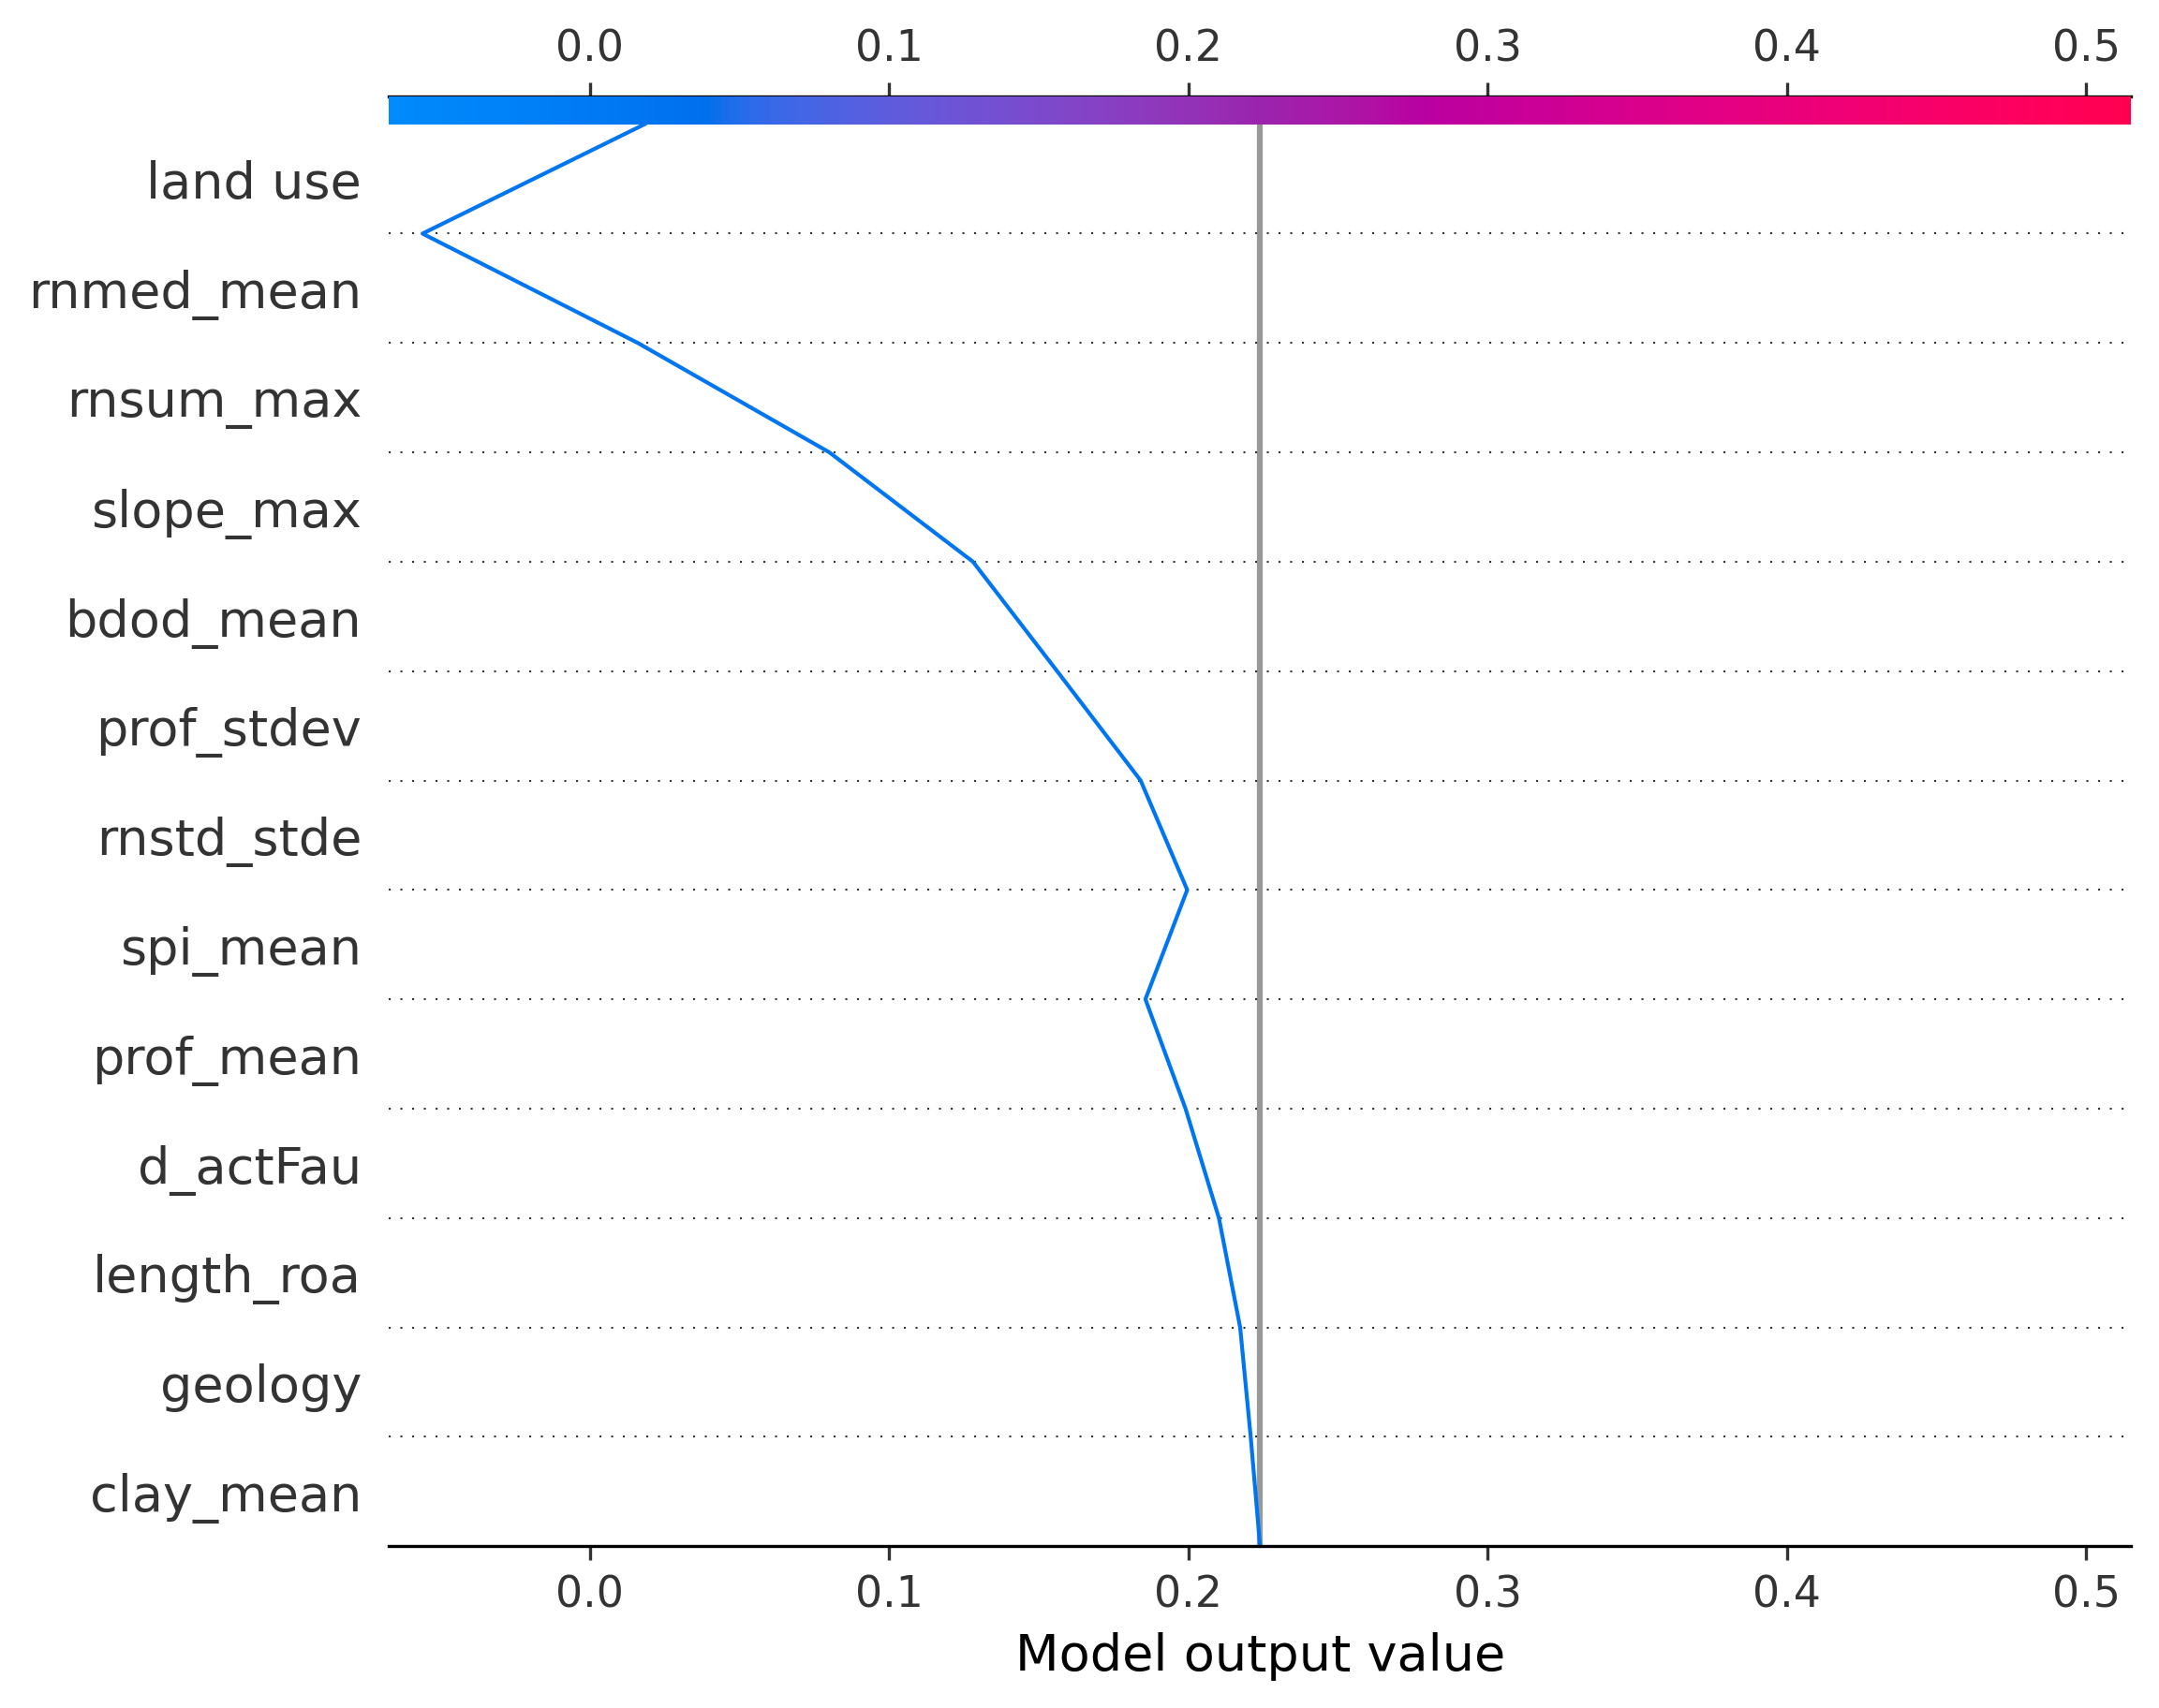 0.0 0.1 0.2 0.3 0.4 0.5
land use
rnmed_mean
rnsum_max
slope_max
bdod_mean
prof_stdev
rnstd_stde
spi_mean
prof_mean
d_actFau
length_roa
geology
clay_mean
0.0 0.1 0.2 0.3 0.4 0.5
Model output value